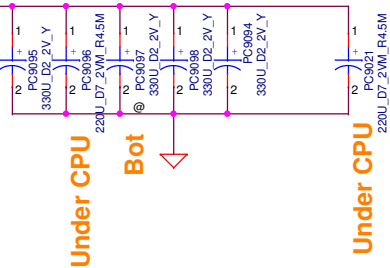 1
+
2
PC9095
330U_D2_2V_Y
1
+
2
PC9096
220U_D7_2VM_R4.5M
1
+
2
PC9097
330U_D2_2V_Y
@
1
+
2
PC9098
330U_D2_2V_Y
1
+
2
PC9094
330U_D2_2V_Y
1
+
2
PC9021
220U_D7_2VM_R4.5M
Under CPU
Bot
Under CPU